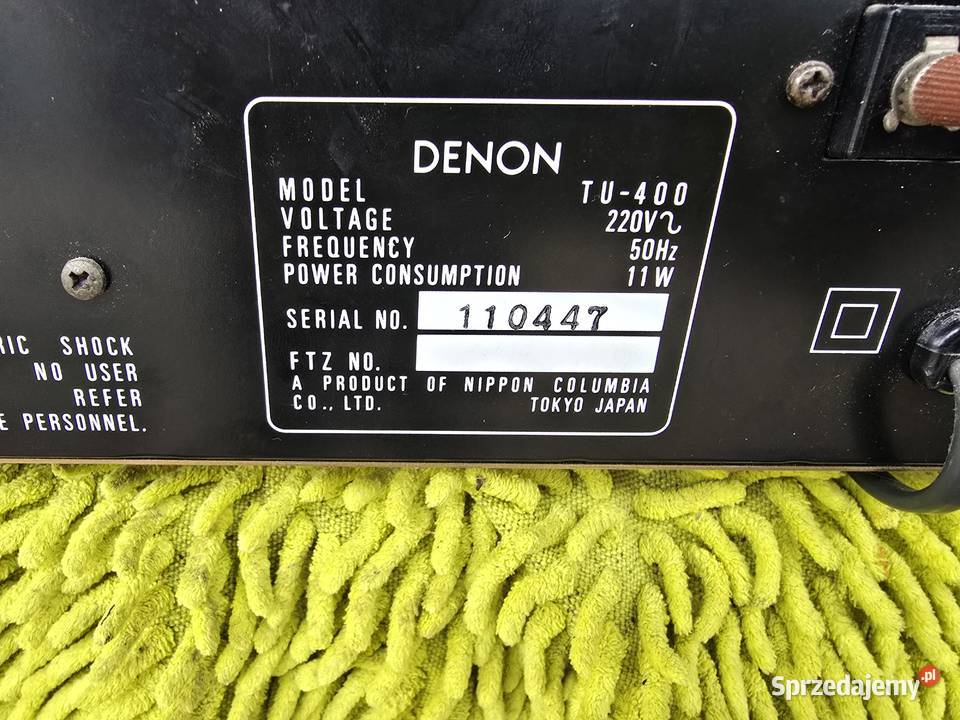 DENON
MODEL TU-400
VOLTAGE 220V∿
FREQUENCY 50Hz
POWER CONSUMPTION 11W
SERIAL NO. 110447
FTZ NO.
A PRODUCT OF NIPPON COLUMBIA
CO., LTD. TOKYO JAPAN
SHOCK
NO USER
REFER
PERSONNEL.
Sprzedajemy.pl